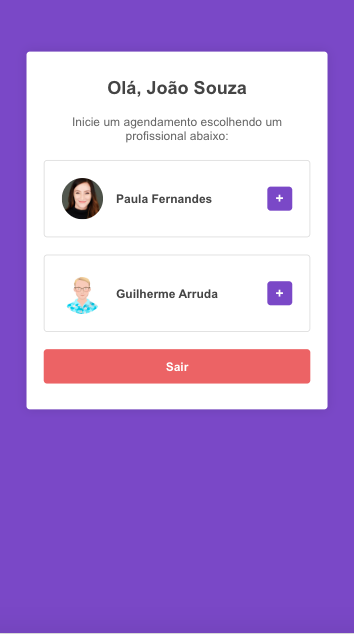 Olá, João Souza
Inicie um agendamento escolhendo um
profissional abaixo:
Paula Fernandes
+
Guilherme Arruda
+
Sair